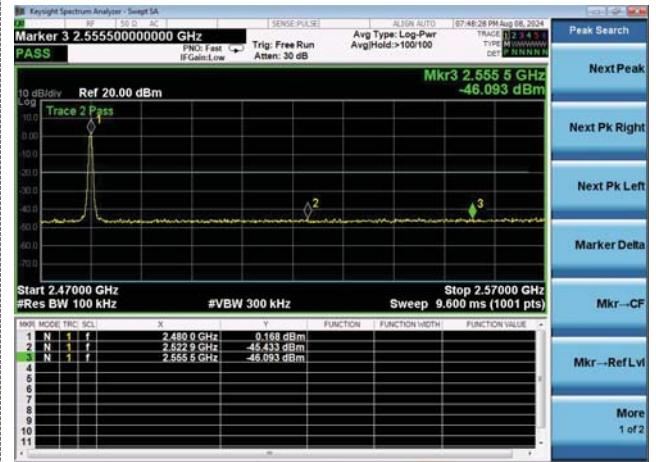 Keysight Spectrum Analyzer - Swept SA
RF 50 Ω AC SENSE:PULSE ALIGN AUTO 07:48:28 PM Aug 08, 2024
Marker 3 2.555500000000 GHz
PASS
PNO: Fast
IFGain:Low
Trig: Free Run
Atten: 30 dB
Avg Type: Log-Pwr
Avg|Hold:>100/100
TRACE 1 2 3 4 5 6
TYPE M W W W W W
DET P N N N N N
Peak Search
Mkr3 2.555 5 GHz
-46.093 dBm
10 dB/div Ref 20.00 dBm
Log
Trace 2 Pass
10.0
0.00
-10.0
-20.0
-30.0
-40.0
-50.0
-60.0
-70.0
1
2
3
Start 2.47000 GHz Stop 2.57000 GHz
#Res BW 100 kHz #VBW 300 kHz Sweep 9.600 ms (1001 pts)
MKR MODE TRC SCL X Y FUNCTION FUNCTION WIDTH FUNCTION VALUE
1 N 1 f 2.480 0 GHz 0.168 dBm
2 N 1 f 2.522 9 GHz -45.433 dBm
3 N 1 f 2.555 5 GHz -46.093 dBm
4
5
6
7
8
9
10
11
Next Peak
Next Pk Right
Next Pk Left
Marker Delta
Mkr→CF
Mkr→Ref Lvl
More
1 of 2